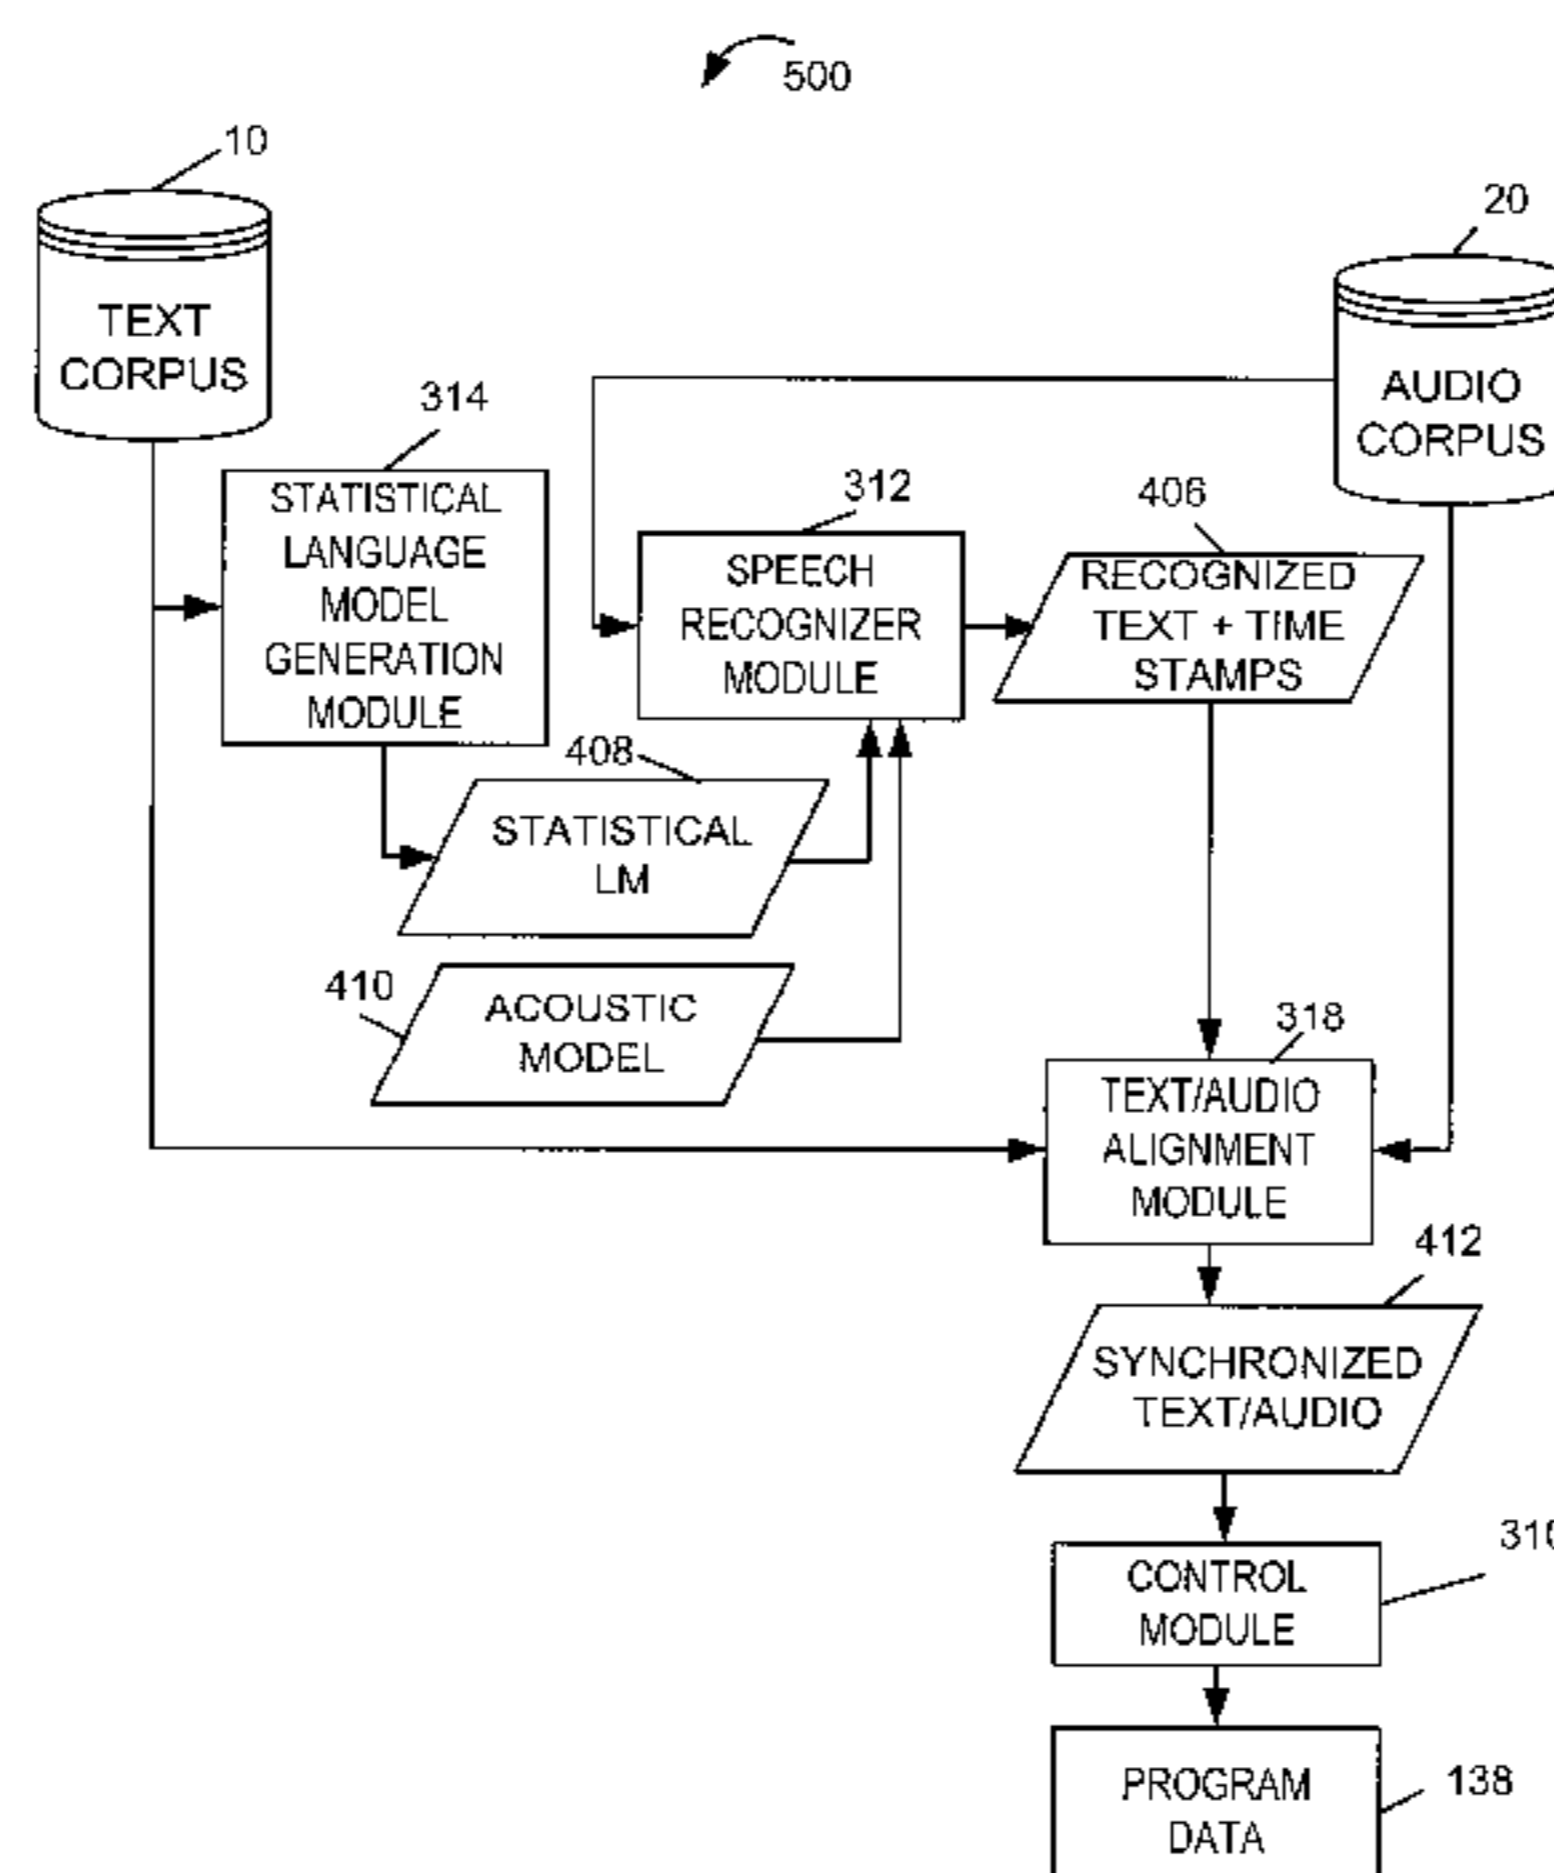 500
10
TEXT
CORPUS
20
AUDIO
CORPUS
314
STATISTICAL
LANGUAGE
MODEL
GENERATION
MODULE
312
SPEECH
RECOGNIZER
MODULE
406
RECOGNIZED
TEXT + TIME
STAMPS
408
STATISTICAL
LM
410
ACOUSTIC
MODEL
318
TEXT/AUDIO
ALIGNMENT
MODULE
412
SYNCHRONIZED
TEXT/AUDIO
310
CONTROL
MODULE
PROGRAM
DATA
138